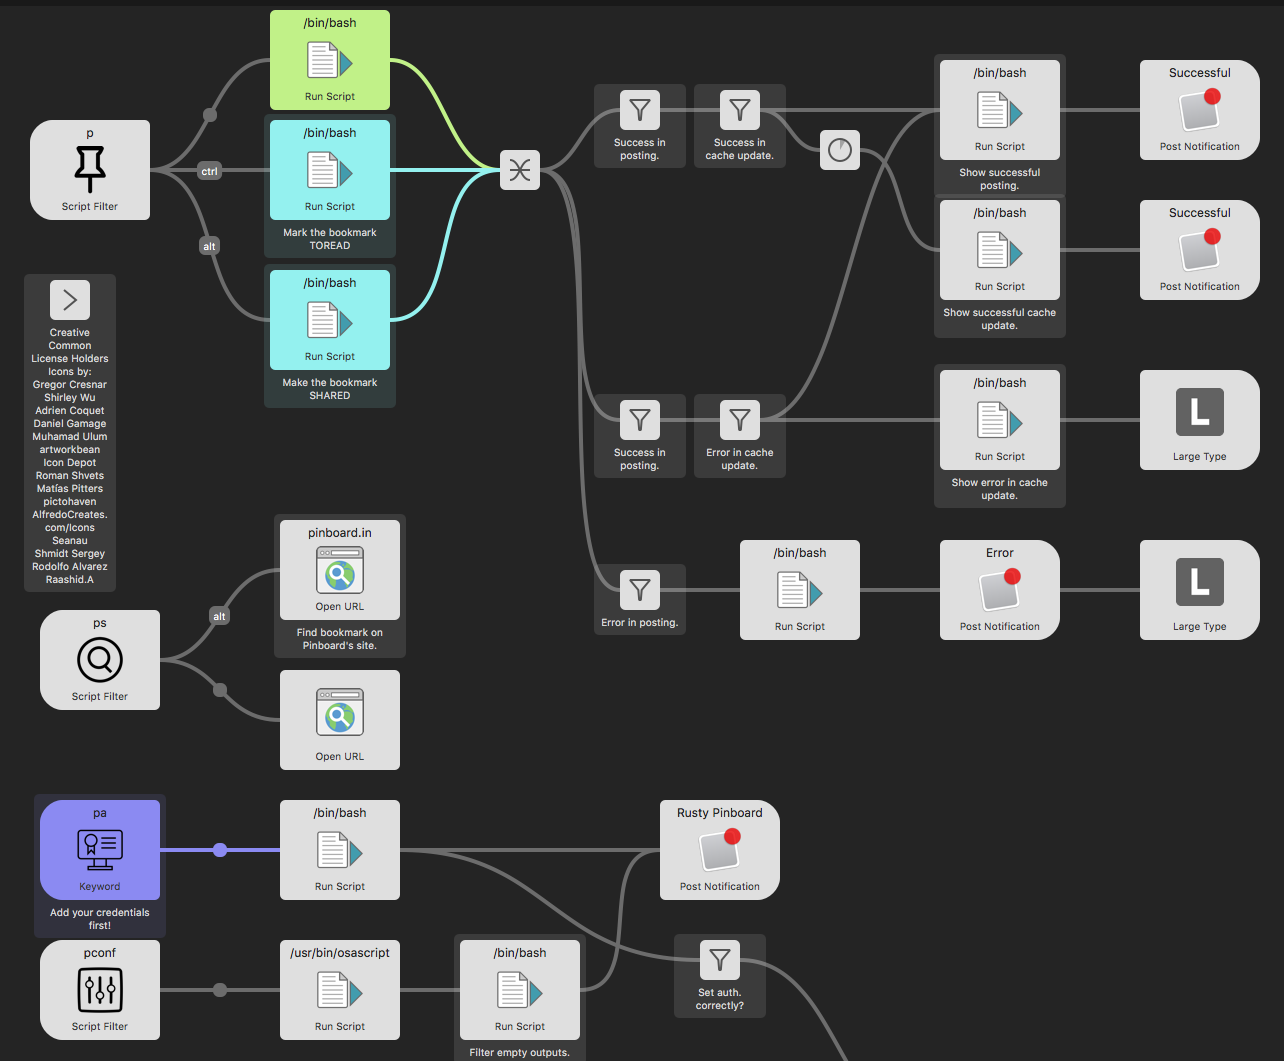 /bin/bash
Run Script
p
Script Filter
ctrl
alt
/bin/bash
Run Script
Mark the bookmark
TOREAD
/bin/bash
Run Script
Make the bookmark
SHARED
Success in
posting.
Success in
cache update.
/bin/bash
Run Script
Show successful
posting.
Successful
Post Notification
/bin/bash
Run Script
Show successful cache
update.
Successful
Post Notification
Creative
Common
License Holders
Icons by:
Gregor Cresnar
Shirley Wu
Adrien Coquet
Daniel Gamage
Muhamad Ulum
artworkbean
Icon Depot
Roman Shvets
Matías Pitters
pictohaven
AlfredoCreates.
com/Icons
Seanau
Shmidt Sergey
Rodolfo Alvarez
Raashid.A
Success in
posting.
Error in cache
update.
/bin/bash
Run Script
Show error in cache
update.
L
Large Type
Error in posting.
/bin/bash
Run Script
Error
Post Notification
L
Large Type
ps
Script Filter
alt
pinboard.in
Open URL
Find bookmark on
Pinboard's site.
Open URL
pa
Keyword
Add your credentials
first!
/bin/bash
Run Script
Rusty Pinboard
Post Notification
pconf
Script Filter
/usr/bin/osascript
Run Script
/bin/bash
Run Script
Filter empty outputs.
Set auth.
correctly?